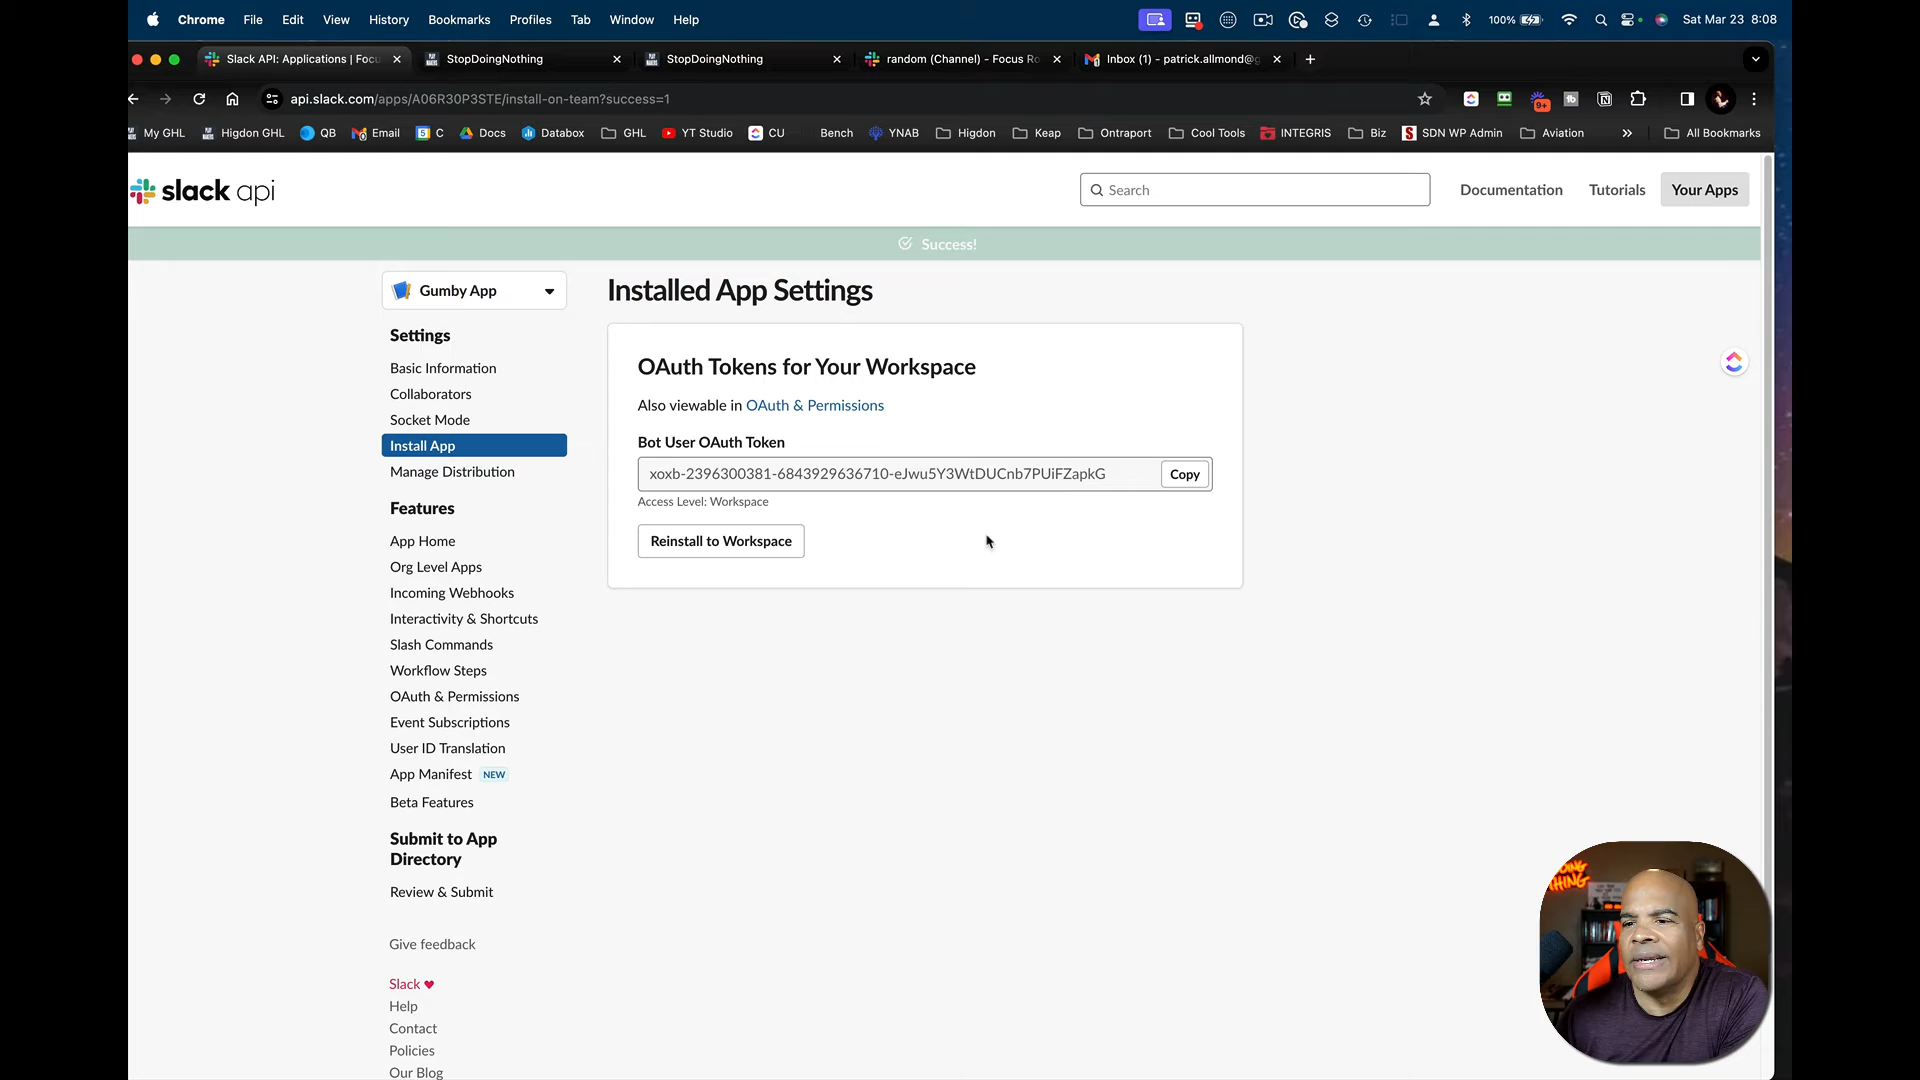 Chrome File Edit View History Bookmarks Profiles Tab Window Help 100% Sat Mar 23 8:08
Slack API: Applications | Focu StopDoingNothing StopDoingNothing random (Channel) - Focus Ro Inbox (1) - patrick.allmond@g
api.slack.com/apps/A06R30P3STE/install-on-team?success=1 9+
My GHL Higdon GHL QB Email 5 C Docs Databox GHL YT Studio CU Bench YNAB Higdon Keap Ontraport Cool Tools INTEGRIS Biz S SDN WP Admin Aviation » All Bookmarks
slack api Search Documentation Tutorials Your Apps
Success!
Gumby App
Settings
Basic Information
Collaborators
Socket Mode
Install App
Manage Distribution
Features
App Home
Org Level Apps
Incoming Webhooks
Interactivity & Shortcuts
Slash Commands
Workflow Steps
OAuth & Permissions
Event Subscriptions
User ID Translation
App Manifest NEW
Beta Features
Submit to App
Directory
Review & Submit
Give feedback
Slack
Help
Contact
Policies
Our Blog
Installed App Settings
OAuth Tokens for Your Workspace
Also viewable in OAuth & Permissions
Bot User OAuth Token
xoxb-2396300381-6843929636710-eJwu5Y3WtDUCnb7PUiFZapkG Copy
Access Level: Workspace
Reinstall to Workspace